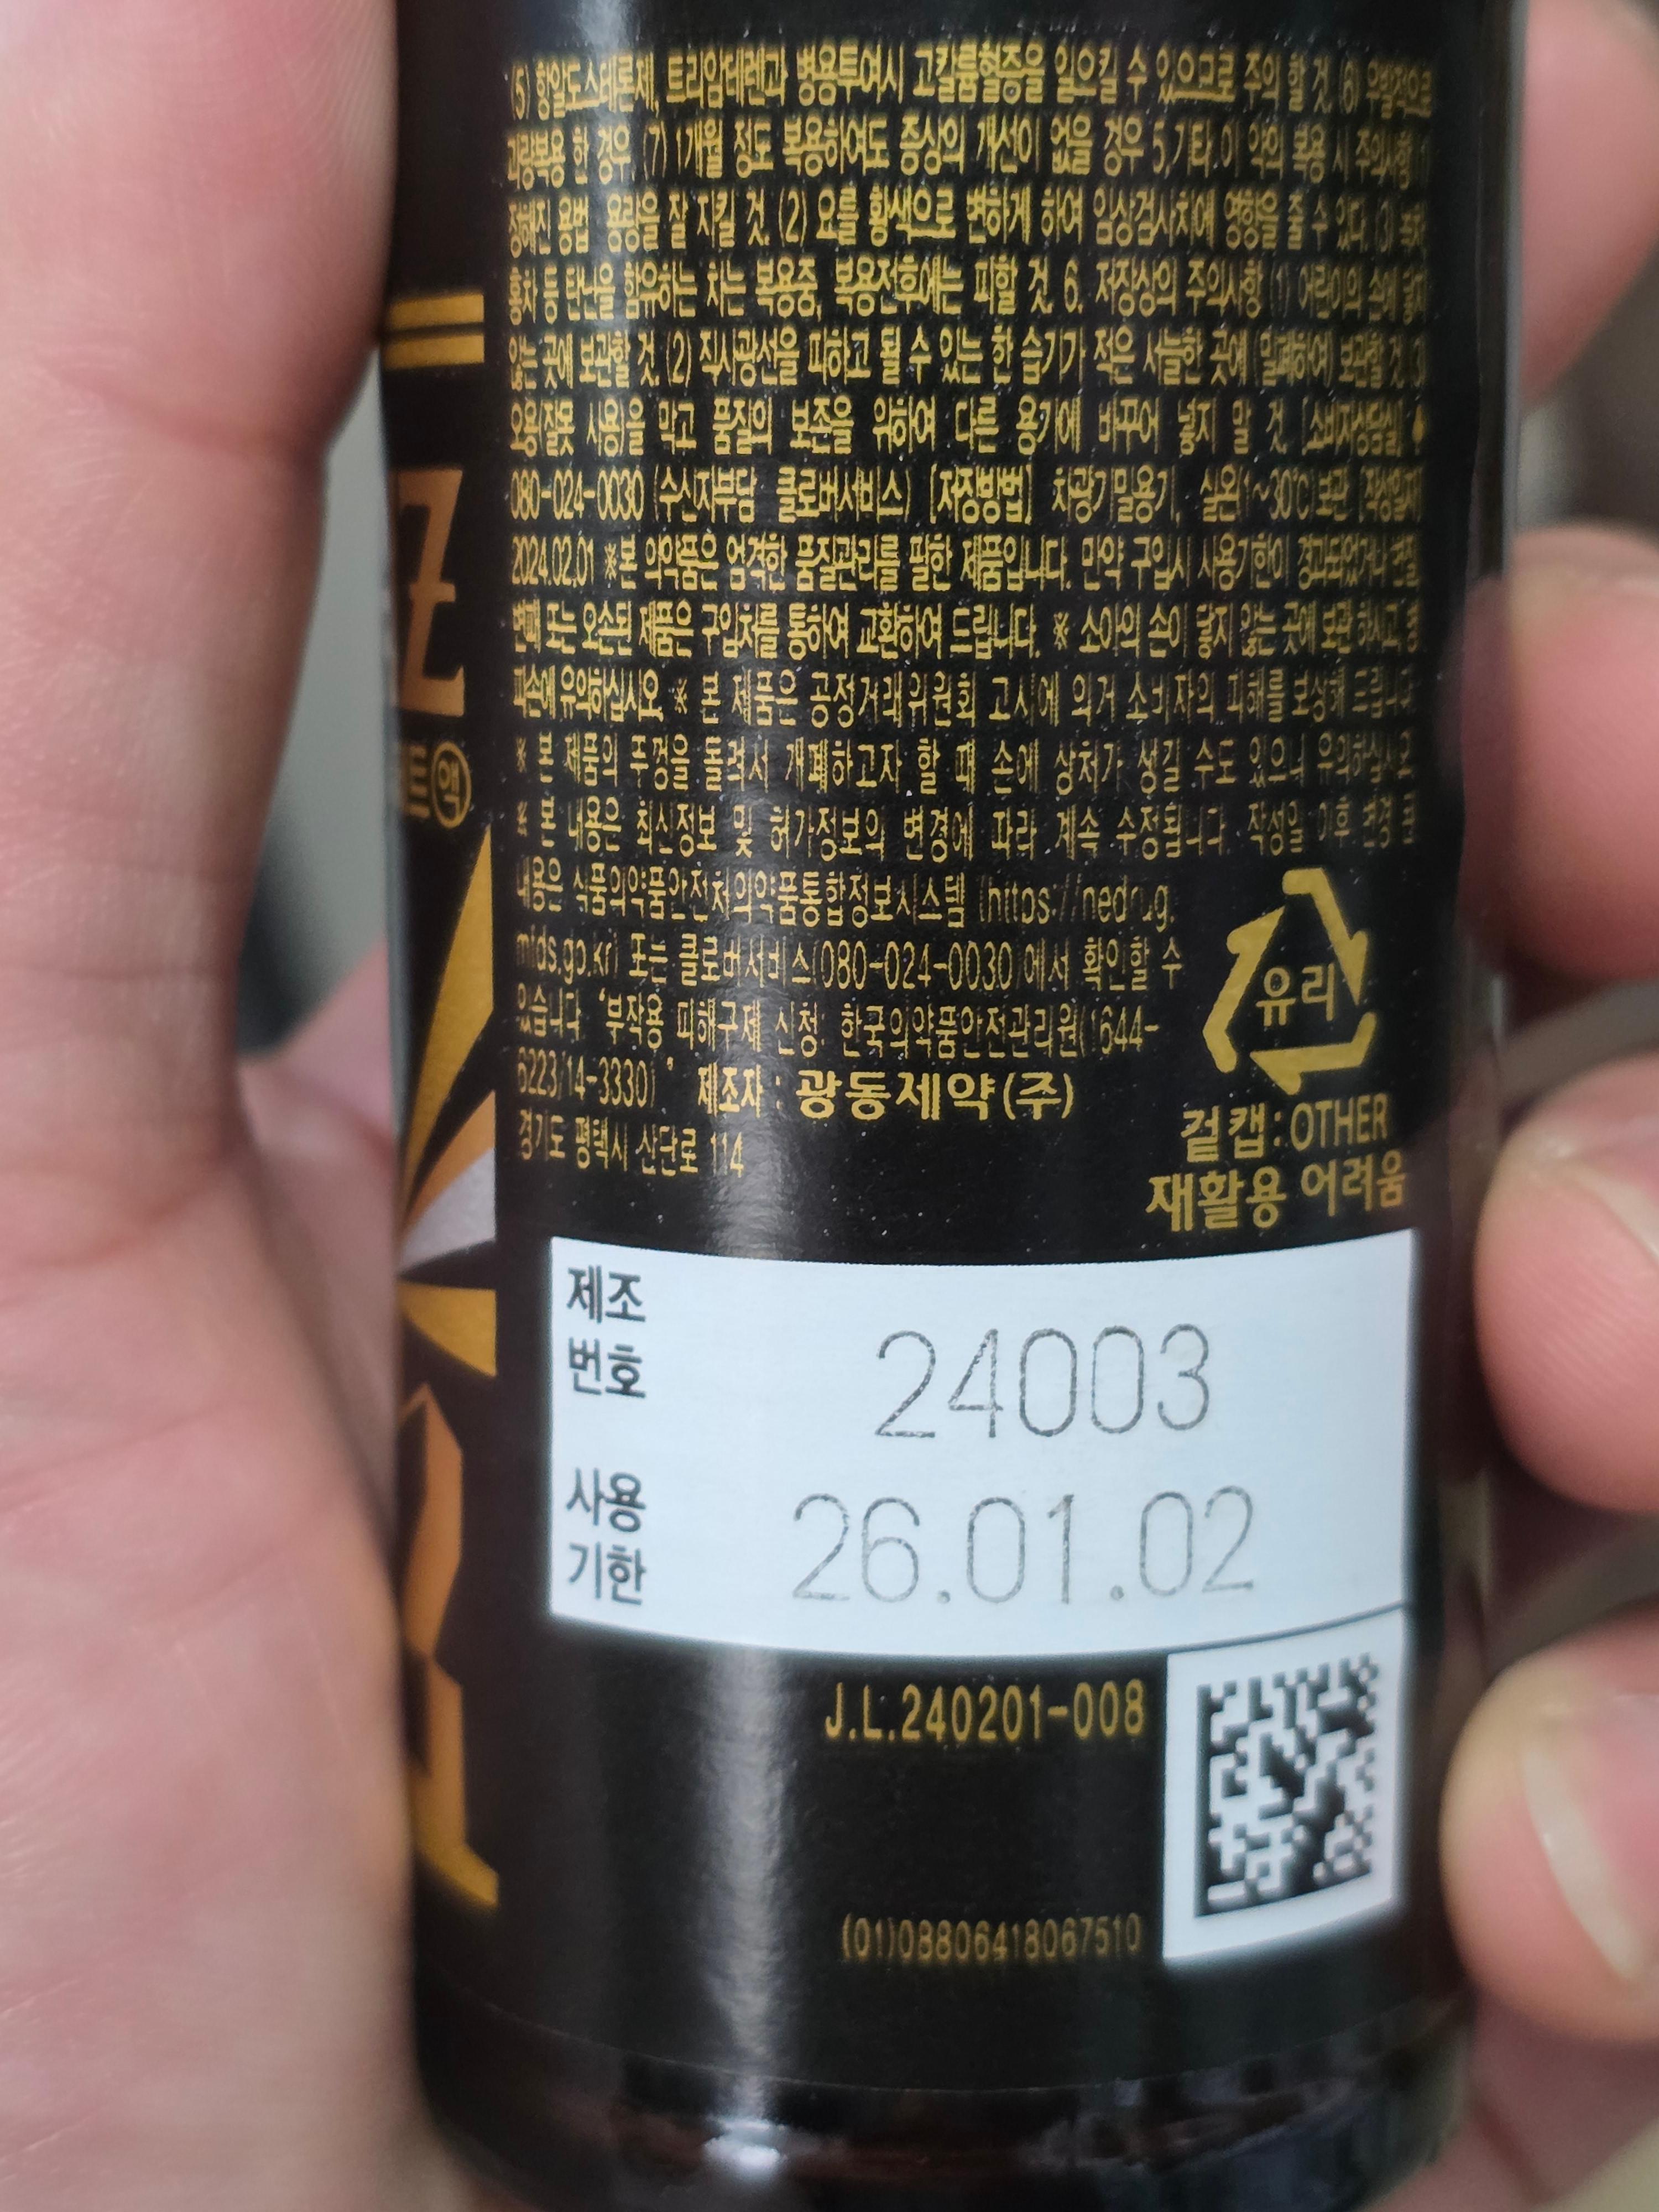 (5) 항알도스테론제, 트리암테렌과 병용투여시 고칼륨혈증을 일으킬 수 있으므로 주의 할 것. (6)
과량복용 한 경우 (7) 1개월 정도 복용하여도 증상의 개선이 없을 경우 5.기타 이 약의 복용 시 주의사항 (1)
정해진 용법 용량을 잘 지킬 것. (2) 요를 황색으로 변하게 하여 임상검사치에 영향을 줄 수 있다. (3) 녹차,
홍차 등 탄닌을 함유하는 차는 복용중, 복용전후에는 피할 것. 6. 저장상의 주의사항 (1) 어린이의 손에 닿지
않는 곳에 보관할 것. (2) 직사광선을 피하고 될 수 있는 한 습기가 적은 서늘한 곳에 (밀폐하여) 보관할 것 (3)
오용(잘못 사용)을 막고 품질의 보존을 위하여 다른 용기에 바꾸어 넣지 말 것. [소비자상담실]
080-024-0030 (수신자부담 클로버서비스) [저장방법] 차광기밀용기, 실온(1~30℃)보관 [작성일자]
2024.02.01 ※본 의약품은 엄격한 품질관리를 필한 제품입니다. 만약 구입시 사용기한이 경과되었거나 변질,
변패 또는 오손된 제품은 구입처를 통하여 교환하여 드립니다. ※ 소아의 손이 닿지 않는 곳에 보관하시고, 병
파손에 유의하십시오. ※ 본 제품은 공정거래위원회 고시에 의거 소비자의 피해를 보상해 드립니다.
※ 본 제품의 뚜껑을 돌려서 개폐하고자 할 때 손에 상처가 생길 수도 있으니 유의하십시오.
※ 본 내용은 최신정보 및 허가정보의 변경에 따라 계속 수정됩니다. 작성일 이후 변경 된
내용은 식품의약품안전처의약품통합정보시스템 (https://nedrug.
mfds.go.kr) 또는 클로버서비스(080-024-0030)에서 확인할 수
있습니다. '부작용 피해구제 신청: 한국의약품안전관리원(1644-
6223/14-3330)' 제조자 : 광동제약(주)
경기도 평택시 산단로 114
유리
겉캡:OTHER
재활용 어려움
액
제조
번호
24003
사용
기한
26.01.02
J.L.240201-008
(01)08806418067510